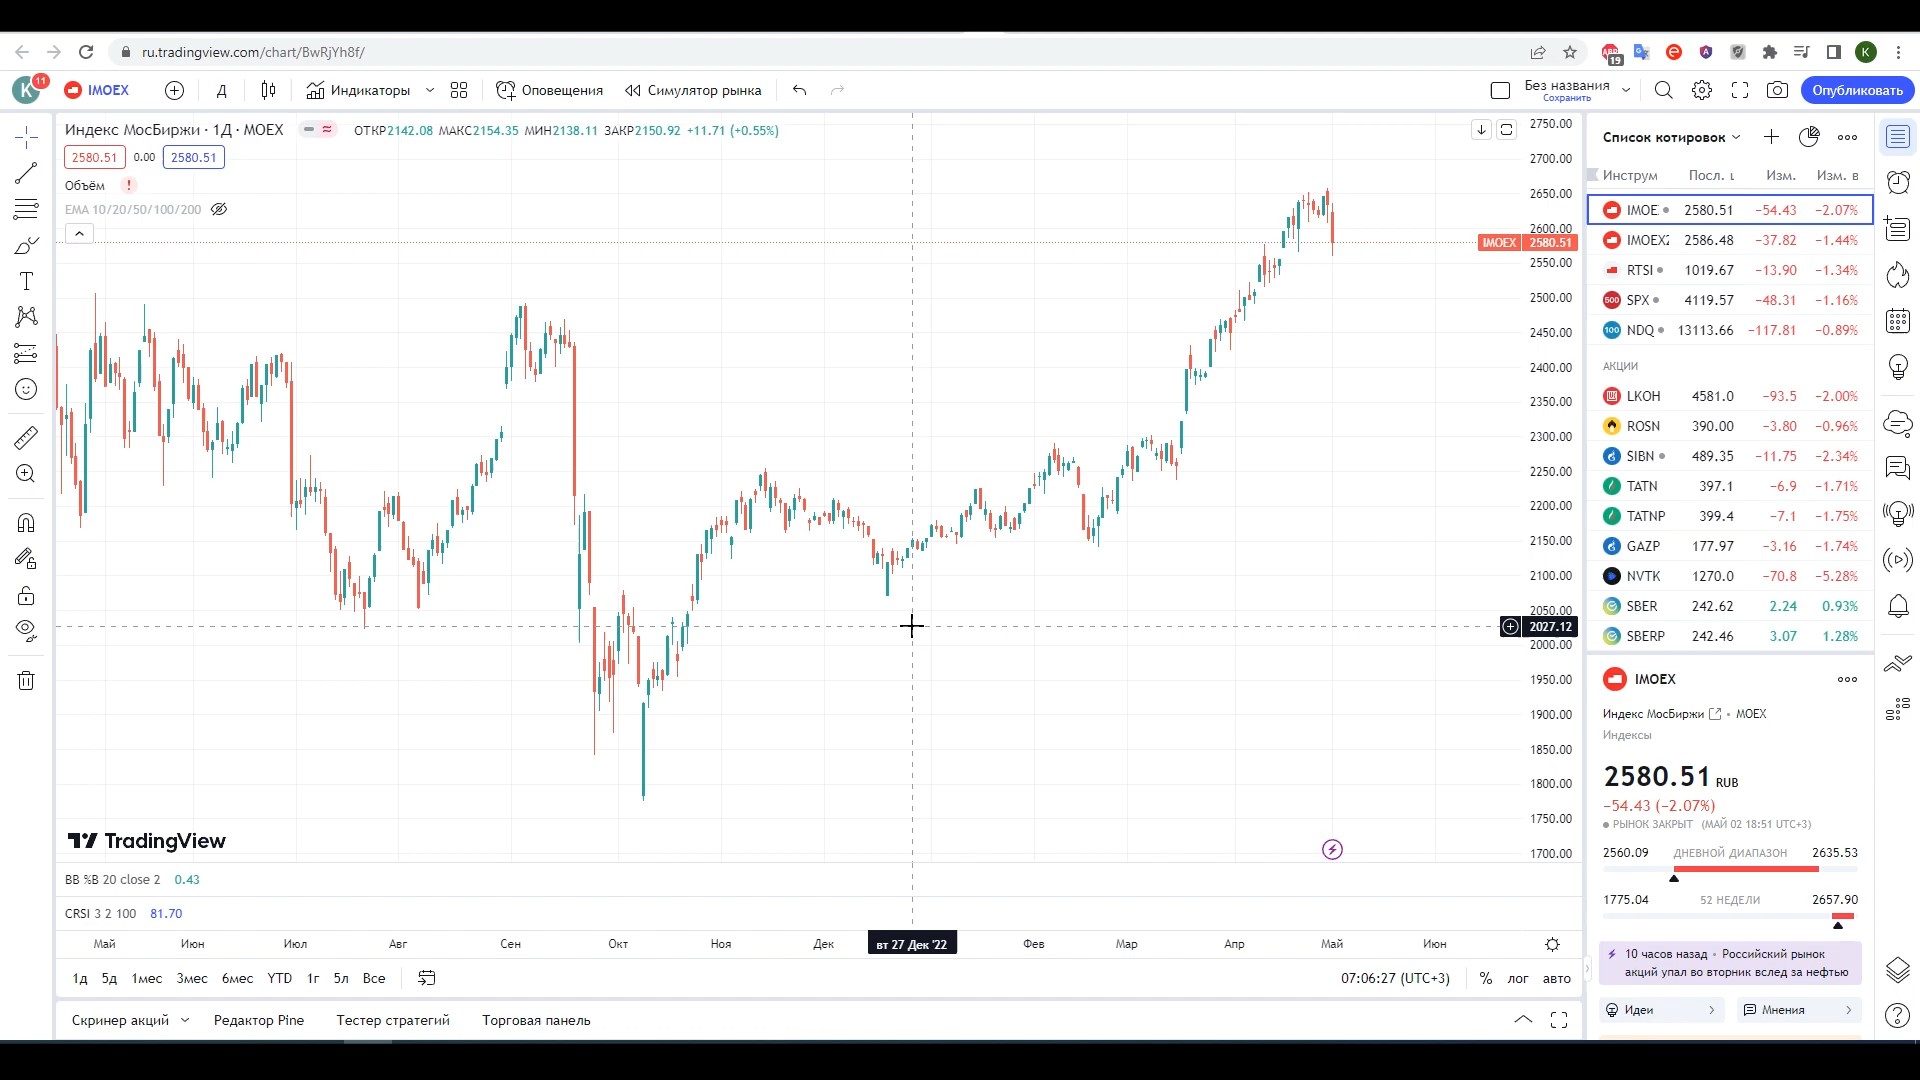 ru.tradingview.com/chart/BwRjYh8f/
19
K
K 11 IMOEX Д Индикаторы Оповещения Симулятор рынка Без названия Сохранить Опубликовать
Индекс МосБиржи · 1Д · MOEX ОТКР2142.08 МАКС2154.35 МИН2138.11 ЗАКР2150.92 +11.71 (+0.55%)
2580.51 0.00 2580.51
Объём !
EMA 10/20/50/100/200
2750.00
2700.00
2650.00
2600.00
IMOEX 2580.51
2550.00
2500.00
2450.00
2400.00
2350.00
2300.00
2250.00
2200.00
2150.00
2100.00
2050.00
2027.12
2000.00
1950.00
1900.00
1850.00
1800.00
1750.00
1700.00
TradingView
BB %B 20 close 2 0.43
CRSI 3 2 100 81.70
Май Июн Июл Авг Сен Окт Ноя Дек вт 27 Дек '22 Фев Мар Апр Май Июн
1д 5д 1мес 3мес 6мес YTD 1г 5л Все 07:06:27 (UTC+3) % лог авто
Скринер акций Редактор Pine Тестер стратегий Торговая панель
Список котировок
Инструм Посл. Изм. Изм. в
IMOE 2580.51 −54.43 −2.07%
IMOEX2 2586.48 −37.82 −1.44%
RTSI 1019.67 −13.90 −1.34%
500 SPX 4119.57 −48.31 −1.16%
100 NDQ 13113.66 −117.81 −0.89%
АКЦИИ
LKOH 4581.0 −93.5 −2.00%
ROSN 390.00 −3.80 −0.96%
SIBN 489.35 −11.75 −2.34%
TATN 397.1 −6.9 −1.71%
TATNP 399.4 −7.1 −1.75%
GAZP 177.97 −3.16 −1.74%
NVTK 1270.0 −70.8 −5.28%
SBER 242.62 2.24 0.93%
SBERP 242.46 3.07 1.28%
IMOEX
Индекс МосБиржи • MOEX
Индексы
2580.51 RUB
−54.43 (−2.07%)
РЫНОК ЗАКРЫТ (МАЙ 02 18:51 UTC+3)
2560.09 ДНЕВНОЙ ДИАПАЗОН 2635.53
1775.04 52 НЕДЕЛИ 2657.90
10 часов назад • Российский рынок
акций упал во вторник вслед за нефтью
Идеи Мнения